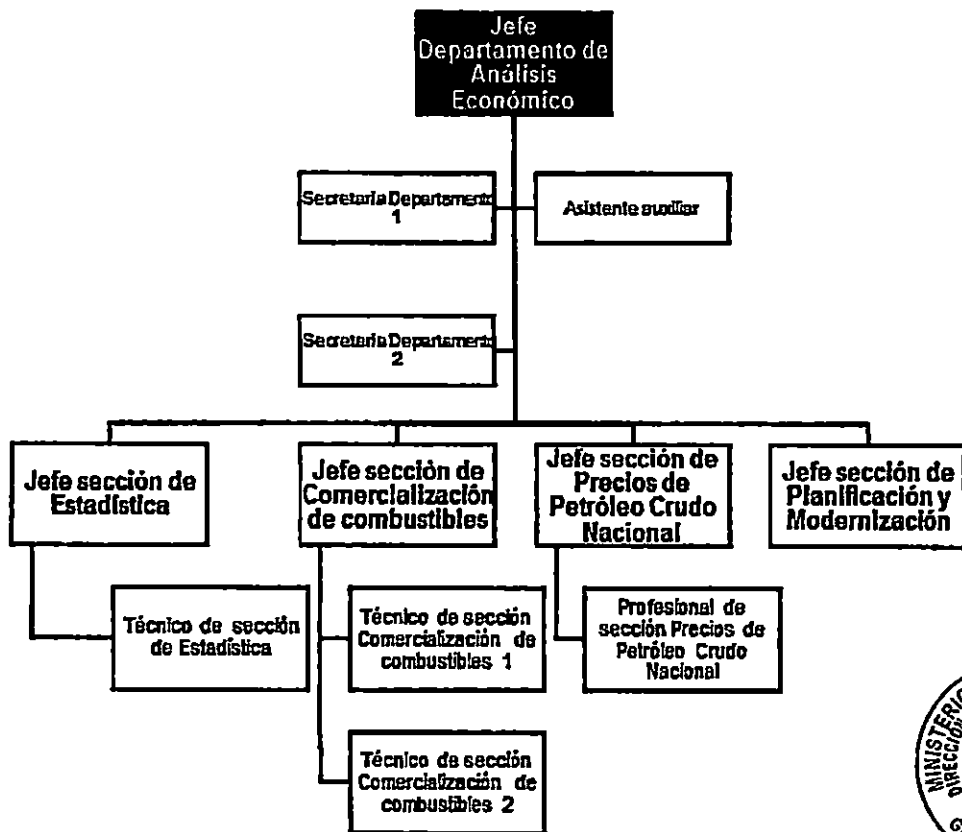 Jefe
Departamento de
Análisis
Económico
Secretaria Departamento
1
Asistente auxiliar
Secretaria Departamento
2
Jefe sección de
Estadística
Jefe sección de
Comercialización
de combustibles
Jefe sección de
Precios de
Petróleo Crudo
Nacional
Jefe sección de
Planificación y
Modernización
Técnico de sección
de Estadística
Técnico de sección
Comercialización de
combustibles 1
Profesional de
sección Precios de
Petróleo Crudo
Nacional
Técnico de sección
Comercialización de
combustibles 2